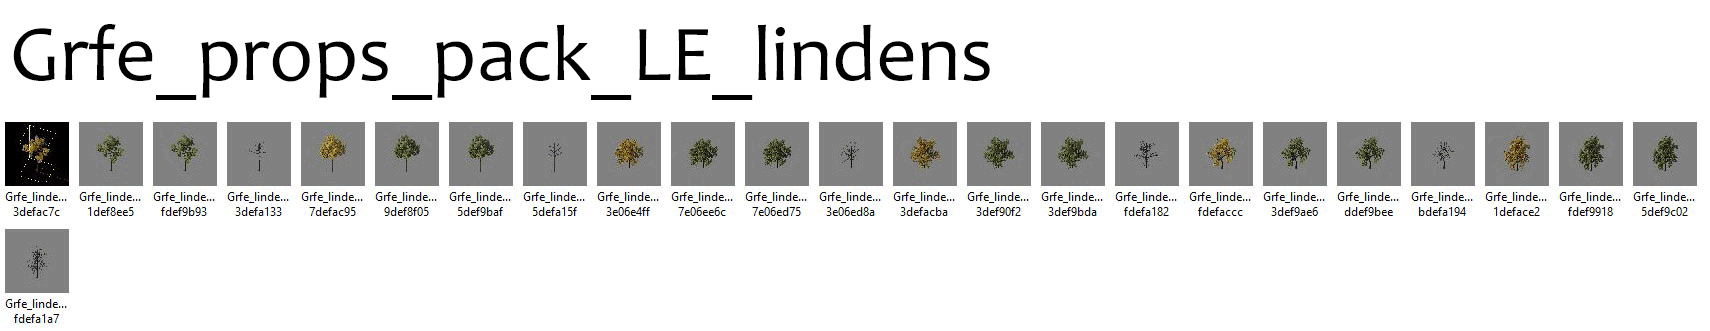 Grfe_props_pack_LE_lindens
Grfe_linde... Grfe_linde... Grfe_linde... Grfe_linde... Grfe_linde... Grfe_linde... Grfe_linde... Grfe_linde... Grfe_linde... Grfe_linde... Grfe_linde... Grfe_linde... Grfe_linde... Grfe_linde... Grfe_linde... Grfe_linde... Grfe_linde... Grfe_linde... Grfe_linde... Grfe_linde... Grfe_linde... Grfe_linde... Grfe_linde...
3defac7c 1def8ee5 fdef9b93 3defa133 7defac95 9def8f05 5def9baf 5defa15f 3e06e4ff 7e06ee6c 7e06ed75 3e06ed8a 3defacba 3def90f2 3def9bda fdefa182 fdefaccc 3def9ae6 ddef9bee bdefa194 1deface2 fdef9918 5def9c02
Grfe_linde...
fdefa1a7